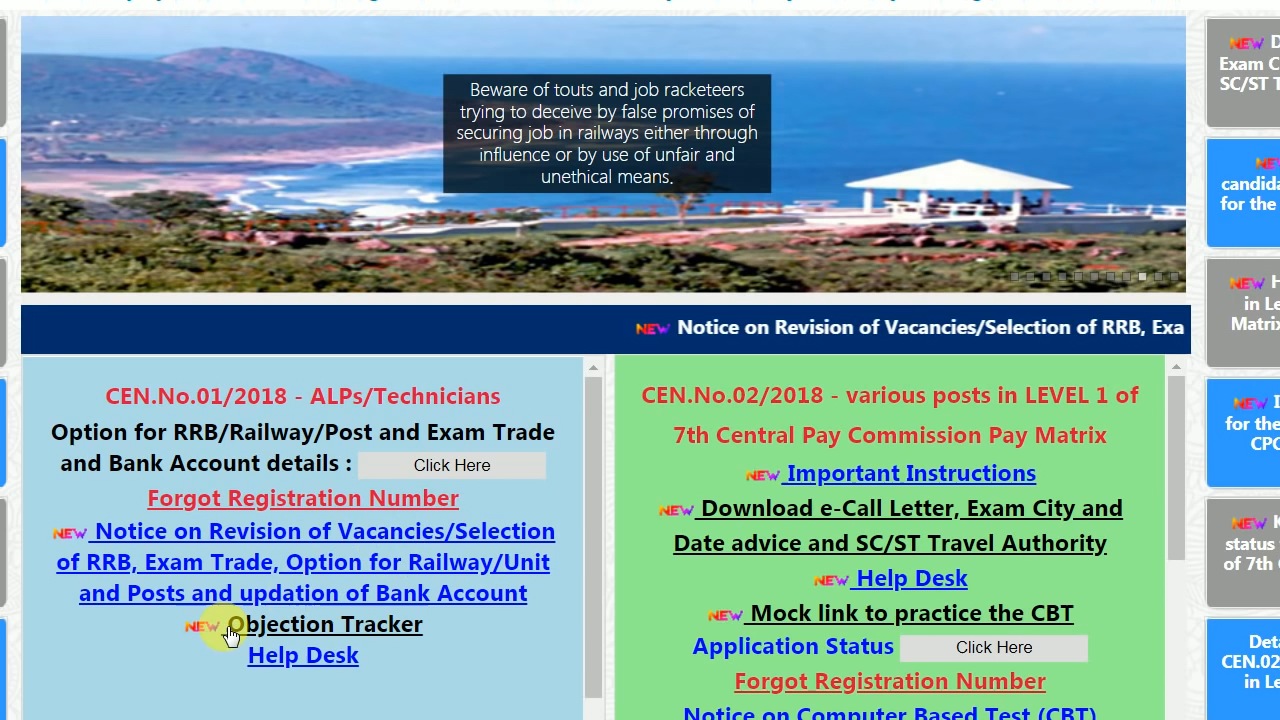 Beware of touts and job racketeers
trying to deceive by false promises of
securing job in railways either through
influence or by use of unfair and
unethical means.
NEW Notice on Revision of Vacancies/Selection of RRB, Exa
CEN.No.01/2018 - ALPs/Technicians
Option for RRB/Railway/Post and Exam Trade
and Bank Account details : Click Here
Forgot Registration Number
NEW Notice on Revision of Vacancies/Selection
of RRB, Exam Trade, Option for Railway/Unit
and Posts and updation of Bank Account
NEW Objection Tracker
Help Desk
CEN.No.02/2018 - various posts in LEVEL 1 of
7th Central Pay Commission Pay Matrix
NEW Important Instructions
NEW Download e-Call Letter, Exam City and
Date advice and SC/ST Travel Authority
NEW Help Desk
NEW Mock link to practice the CBT
Application Status Click Here
Forgot Registration Number
Notice on Computer Based Test (CBT)
NEW D
Exam C
SC/ST T
NEW
candida
for the
NEW H
in Le
Matrix
NEW I
for the
CPC
NEW K
status
of 7th
Deta
CEN.02
in Le